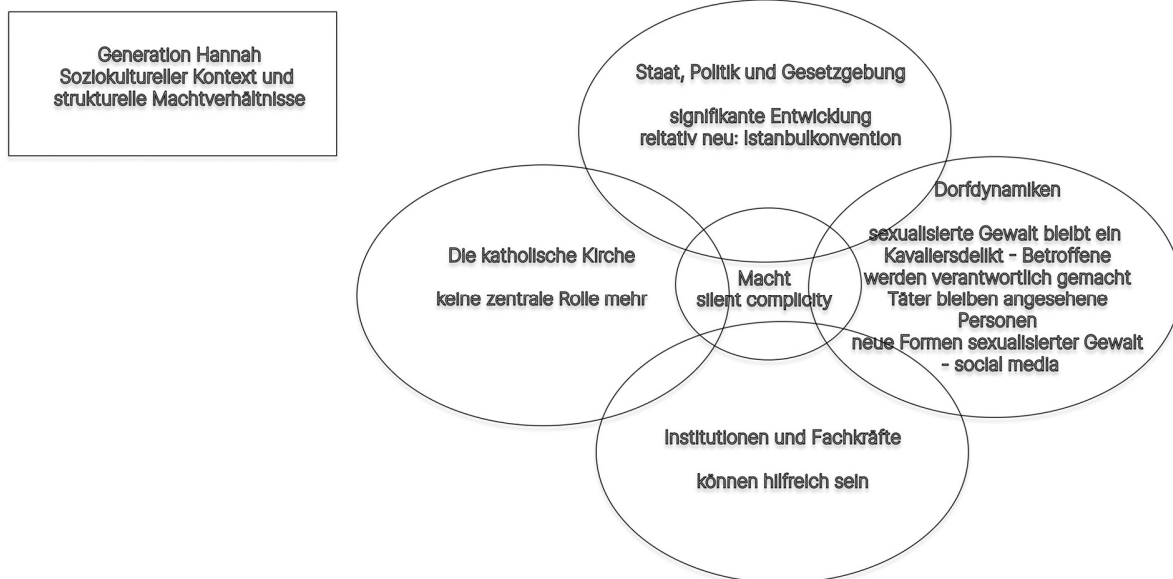 Generation Hannah
Soziokultureller Kontext und
strukturelle Machtverhältnisse
Staat, Politik und Gesetzgebung
signifikante Entwicklung
reltativ neu: Istanbulkonvention
Dorfdynamiken
sexualisierte Gewalt bleibt ein
Kavaliersdelikt - Betroffene
werden verantwortlich gemacht
Täter bleiben angesehene
Personen
neue Formen sexualisierter Gewalt
- social media
Die katholische Kirche
keine zentrale Rolle mehr
Macht
silent complicity
Institutionen und Fachkräfte
können hilfreich sein